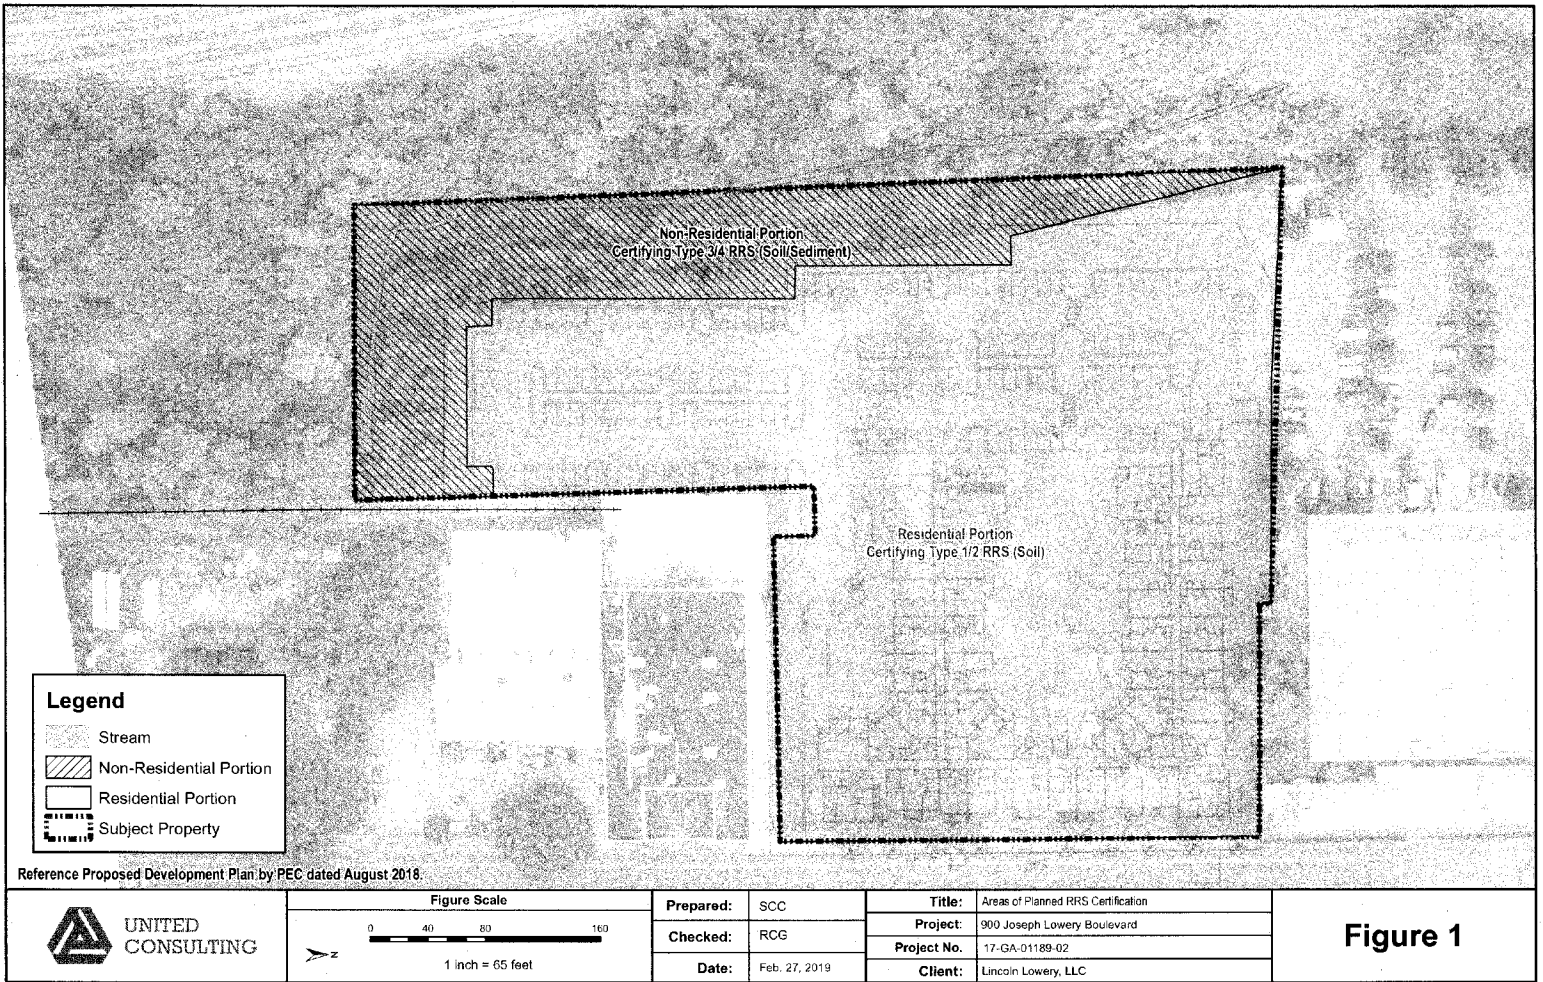 Non-Residential Portion
Certifying Type 3/4 RRS (Soil/Sediment)
Residential Portion
Certifying Type 1/2 RRS (Soil)
Legend
Stream
Non-Residential Portion
Residential Portion
Subject Property
Reference Proposed Development Plan by PEC dated August 2018.
UNITED
CONSULTING
Figure Scale
0 40 80 160
Z
1 inch = 65 feet
Prepared: SCC
Checked: RCG
Date: Feb. 27, 2019
Title: Areas of Planned RRS Certification
Project: 900 Joseph Lowery Boulevard
Project No. 17-GA-01189-02
Client: Lincoln Lowery, LLC
Figure 1